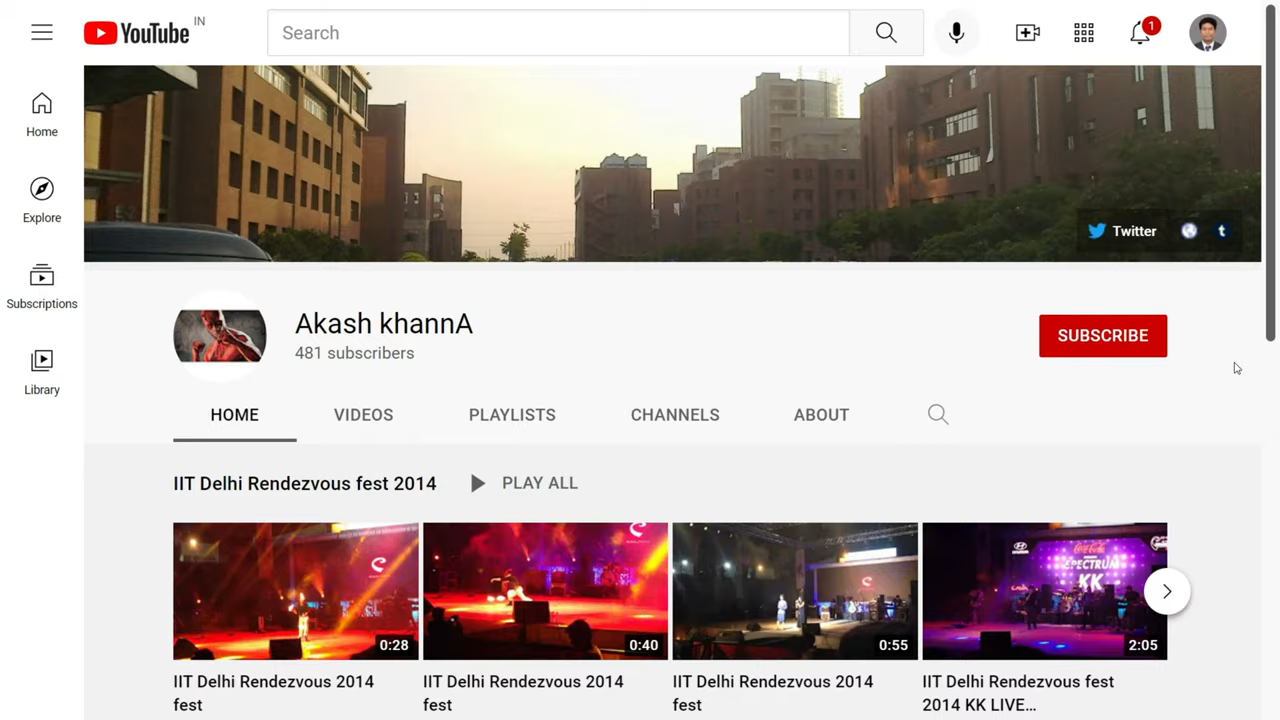 YouTube IN
Search
1
Home
Explore
Subscriptions
Library
Twitter
t
Akash khannA
481 subscribers
SUBSCRIBE
HOME VIDEOS PLAYLISTS CHANNELS ABOUT
IIT Delhi Rendezvous fest 2014 PLAY ALL
SPECTRUM
KK
0:28 0:40 0:55 2:05
IIT Delhi Rendezvous 2014
fest
IIT Delhi Rendezvous 2014
fest
IIT Delhi Rendezvous 2014
fest
IIT Delhi Rendezvous fest
2014 KK LIVE...